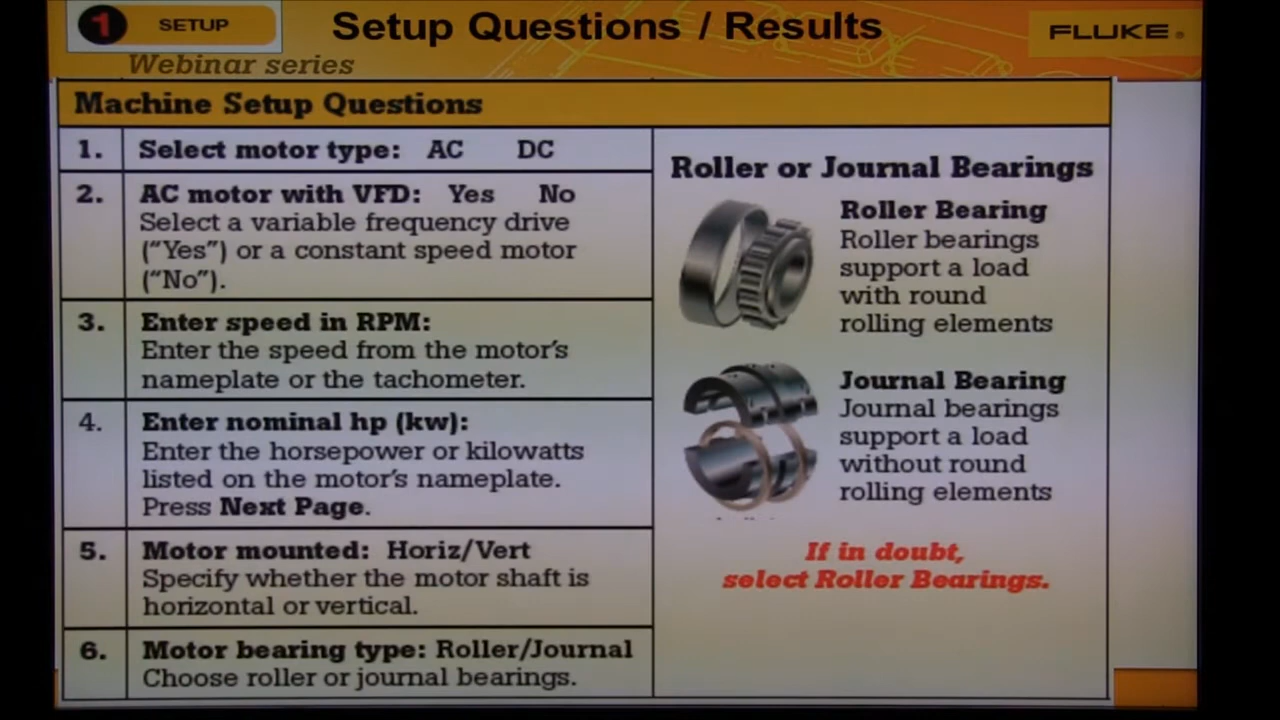 1 SETUP
Setup Questions / Results
FLUKE®
Webinar series
Machine Setup Questions
1. Select motor type: AC DC
2. AC motor with VFD: Yes No
Select a variable frequency drive
("Yes") or a constant speed motor
("No").
3. Enter speed in RPM:
Enter the speed from the motor's
nameplate or the tachometer.
4. Enter nominal hp (kw):
Enter the horsepower or kilowatts
listed on the motor's nameplate.
Press Next Page.
5. Motor mounted: Horiz/Vert
Specify whether the motor shaft is
horizontal or vertical.
6. Motor bearing type: Roller/Journal
Choose roller or journal bearings.
Roller or Journal Bearings
Roller Bearing
Roller bearings
support a load
with round
rolling elements
Journal Bearing
Journal bearings
support a load
without round
rolling elements
If in doubt,
select Roller Bearings.